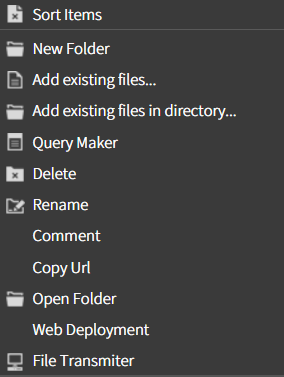 Sort Items
New Folder
Add existing files...
Add existing files in directory...
Query Maker
Delete
Rename
Comment
Copy Url
Open Folder
Web Deployment
File Transmiter